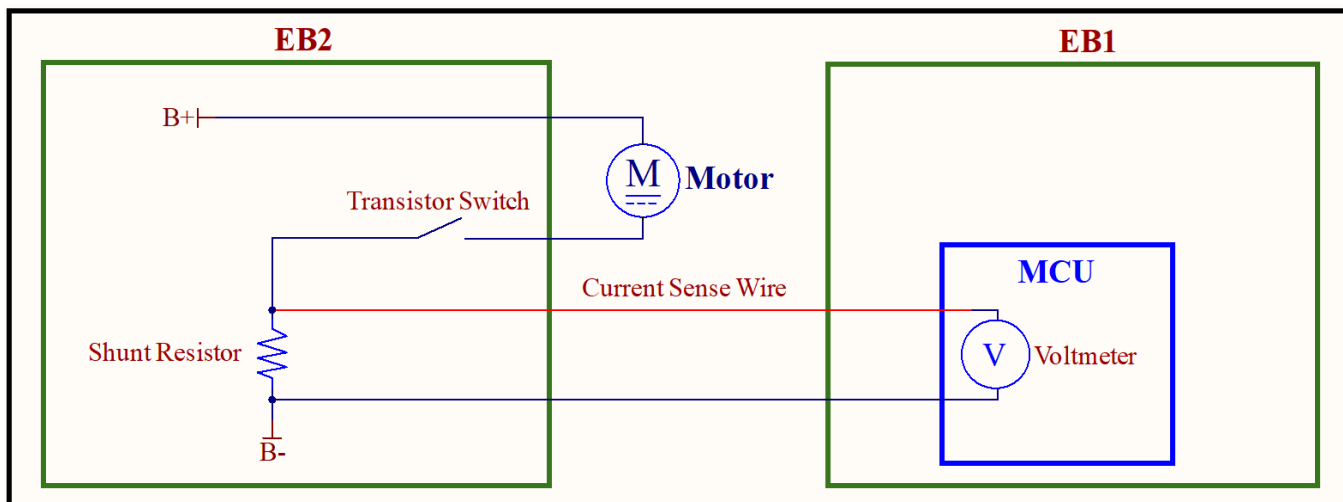 EB2
EB1
B+
M
Motor
Transistor Switch
MCU
Current Sense Wire
Shunt Resistor
V
Voltmeter
B-